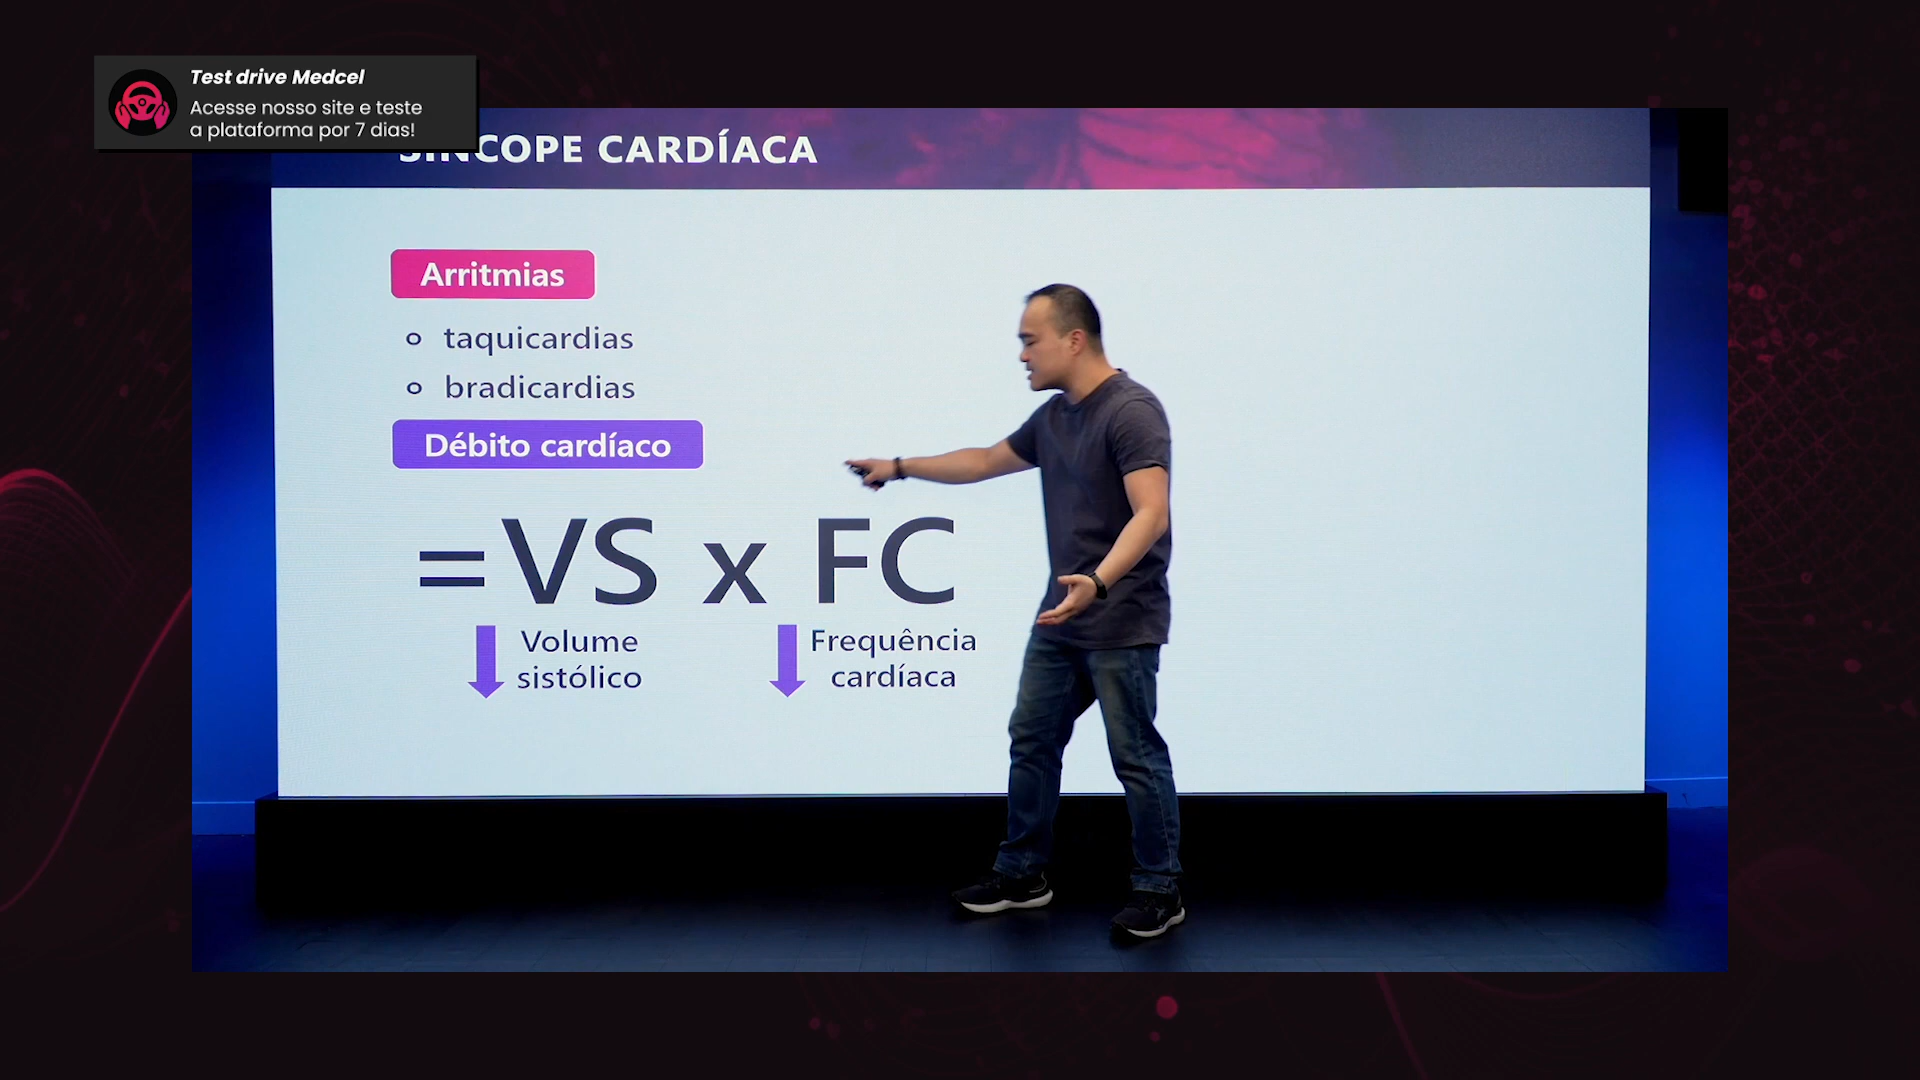 Test drive Medcel
Acesse nosso site e teste
a plataforma por 7 dias!
SÍNCOPE CARDÍACA
Arritmias
taquicardias
bradicardias
Débito cardíaco
=VS x FC
Volume
sistólico
Frequência
cardíaca